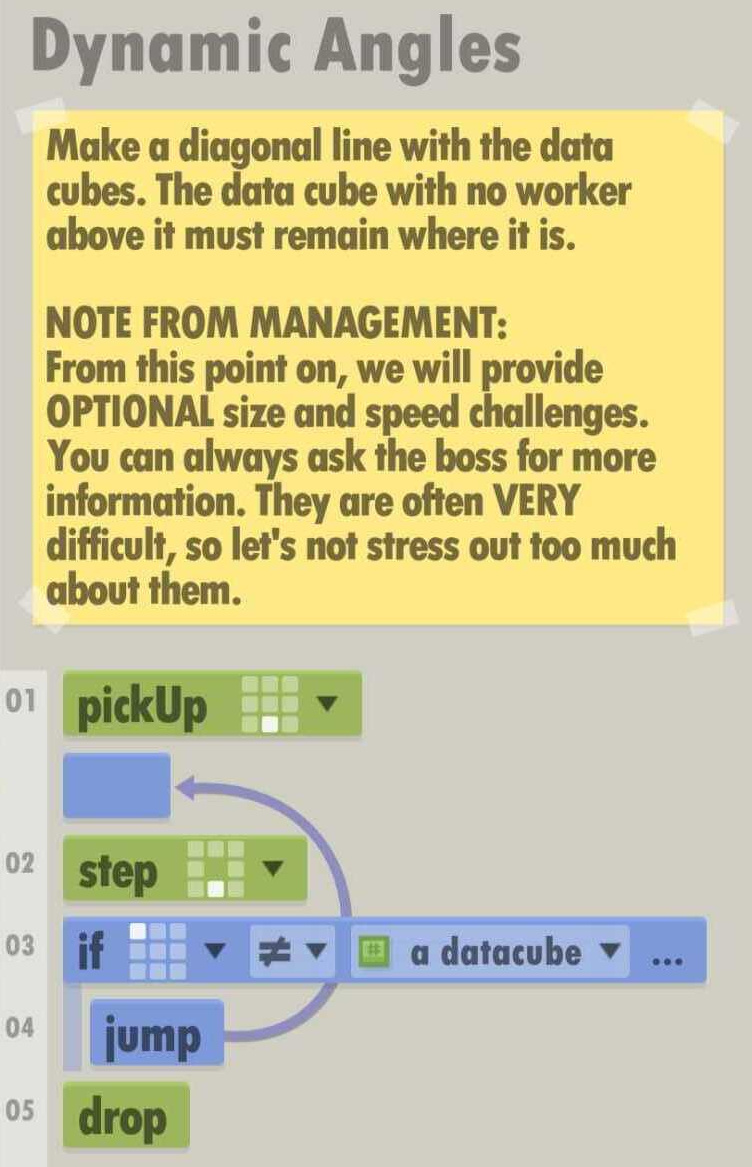 Dynamic Angles
Make a diagonal line with the data
cubes. The data cube with no worker
above it must remain where it is.
NOTE FROM MANAGEMENT:
From this point on, we will provide
OPTIONAL size and speed challenges.
You can always ask the boss for more
information. They are often VERY
difficult, so let's not stress out too much
about them.
01 pickUp
02 step
03 if ≠ # a datacube ...
04 jump
05 drop